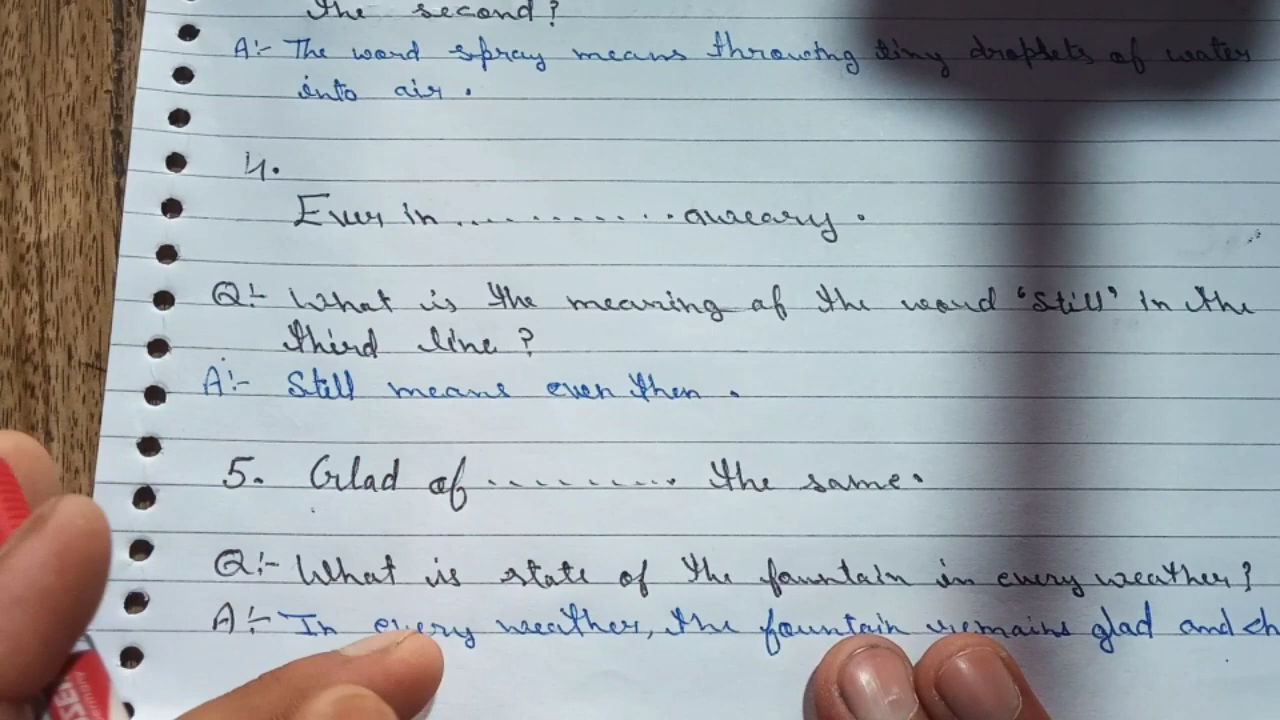 the second?
A:- The word spray means throwing tiny droplets of water
into air.
4.
Ever in ............ aweary.
Q:- What is the meaning of the word 'Still' in the
third line?
A:- Still means even then.
5. Glad of ......... the same.
Q:- What is state of the fountain in every weather?
A:- In every weather, the fountain remains glad and ch